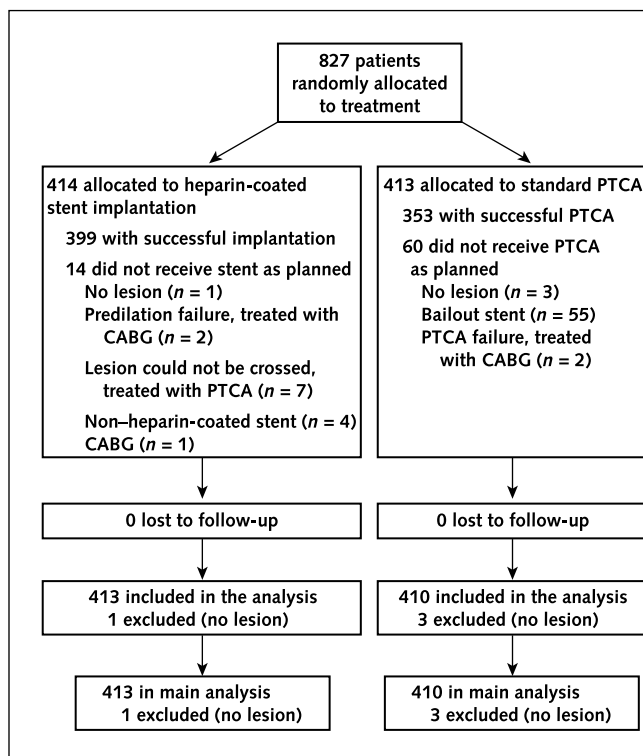 827 patients
randomly allocated
to treatment
414 allocated to heparin-coated
stent implantation
399 with successful implantation
14 did not receive stent as planned
No lesion (n = 1)
Predilation failure, treated with
CABG (n = 2)
Lesion could not be crossed,
treated with PTCA (n = 7)
Non–heparin-coated stent (n = 4)
CABG (n = 1)
413 allocated to standard PTCA
353 with successful PTCA
60 did not receive PTCA
as planned
No lesion (n = 3)
Bailout stent (n = 55)
PTCA failure, treated
with CABG (n = 2)
0 lost to follow-up
0 lost to follow-up
413 included in the analysis
1 excluded (no lesion)
410 included in the analysis
3 excluded (no lesion)
413 in main analysis
1 excluded (no lesion)
410 in main analysis
3 excluded (no lesion)